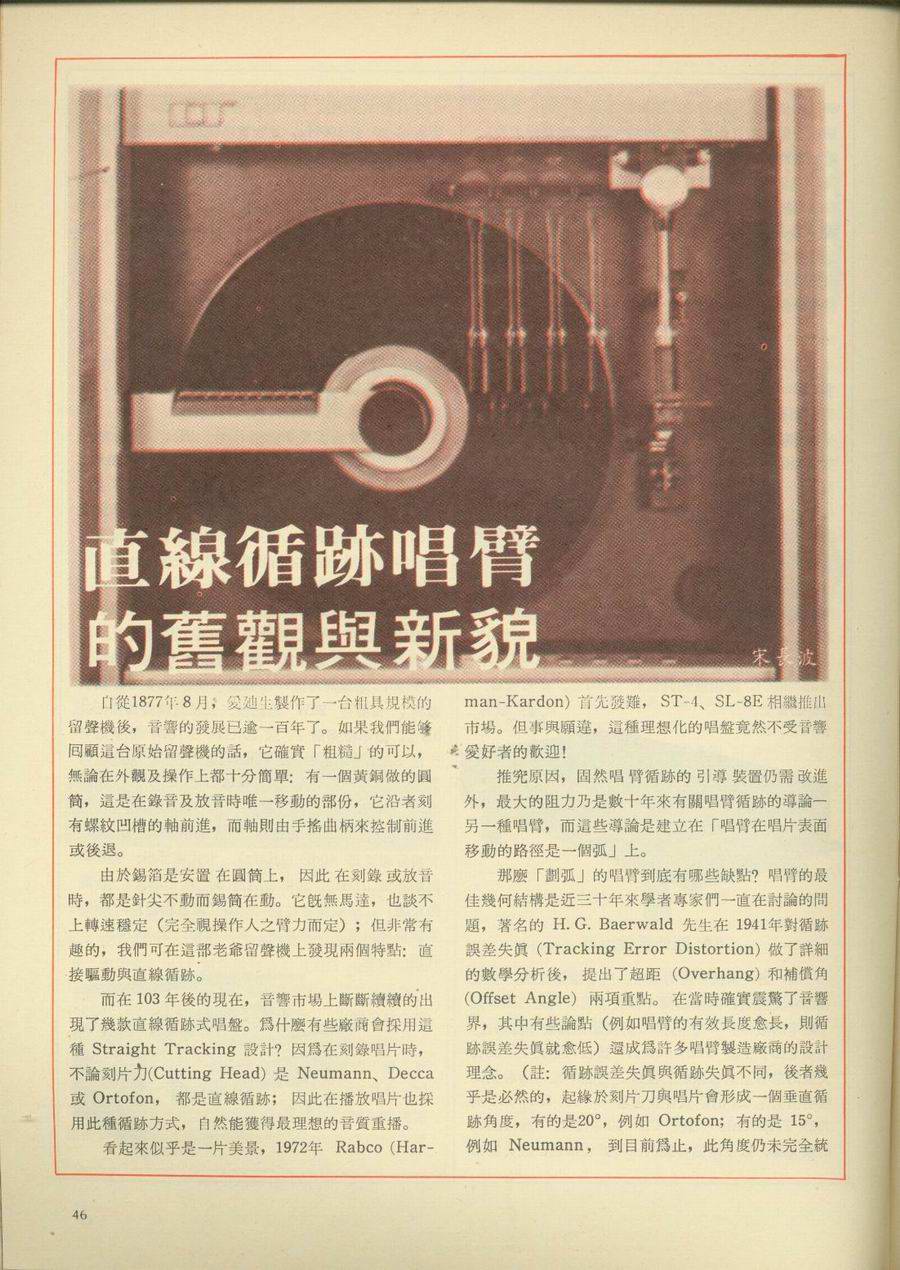 直線循跡唱臂
的舊觀與新貌
宋長波
自從1877年8月，愛廸生製作了一台粗具規模的
留聲機後，音響的發展已逾一百年了。如果我們能够
囘顧這台原始留聲機的話，它確實「粗糙」的可以，
無論在外觀及操作上都十分簡單：有一個黃銅做的圓
筒，這是在錄音及放音時唯一移動的部份，它沿著刻
有螺紋凹槽的軸前進，而軸則由手搖曲柄來控制前進
或後退。
由於錫箔是安置在圓筒上，因此在刻錄或放音
時，都是針尖不動而錫筒在動。它旣無馬達，也談不
上轉速穩定（完全視操作人之臂力而定）；但非常有
趣的，我們可在這部老爺留聲機上發現兩個特點：直
接驅動與直線循跡。
而在103年後的現在，音響市場上斷斷續續的出
現了幾款直線循跡式唱盤。爲什麽有些廠商會採用這
種 Straight Tracking 設計？因爲在刻錄唱片時，
不論刻片刀(Cutting Head) 是 Neumann、Decca
或 Ortofon，都是直線循跡；因此在播放唱片也採
用此種循跡方式，自然能獲得最理想的音質重播。
看起來似乎是一片美景，1972年 Rabco (Har-
man-Kardon) 首先發難，ST-4、SL-8E 相繼推出
市場。但事與願違，這種理想化的唱盤竟然不受音響
愛好者的歡迎！
推究原因，固然唱臂循跡的引導裝置仍需改進
外，最大的阻力乃是數十年來有關唱臂循跡的導論—
另一種唱臂，而這些導論是建立在「唱臂在唱片表面
移動的路徑是一個弧」上。
那麽「劃弧」的唱臂到底有哪些缺點？唱臂的最
佳幾何結構是近三十年來學者專家們一直在討論的問
題，著名的 H. G. Baerwald 先生在 1941年對循跡
誤差失眞 (Tracking Error Distortion) 做了詳細
的數學分析後，提出了超距 (Overhang) 和補償角
(Offset Angle) 兩項重點。在當時確實震驚了音響
界，其中有些論點（例如唱臂的有效長度愈長，則循
跡誤差失眞就愈低）還成爲許多唱臂製造廠商的設計
理念。（註：循跡誤差失眞與循跡失眞不同，後者幾
乎是必然的，起緣於刻片刀與唱片會形成一個垂直循
跡角度，有的是20°，例如 Ortofon；有的是 15°，
例如 Neumann，到目前爲止，此角度仍未完全統
46